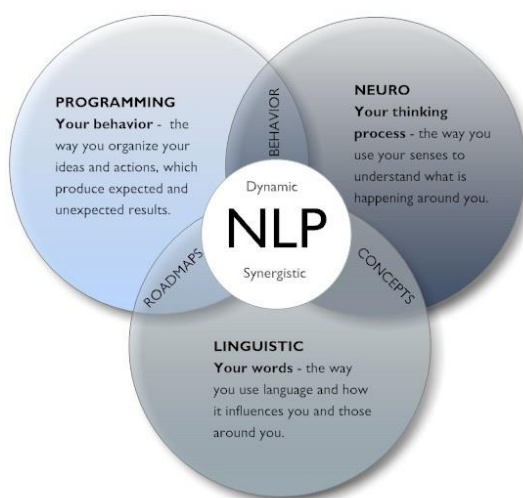 PROGRAMMING
Your behavior - the
way you organize your
ideas and actions, which
produce expected and
unexpected results.
BEHAVIOR
NEURO
Your thinking
process - the way you
use your senses to
understand what is
happening around you.
Dynamic
NLP
Synergistic
ROADMAPS
CONCEPTS
LINGUISTIC
Your words - the way
you use language and how
it influences you and those
around you.